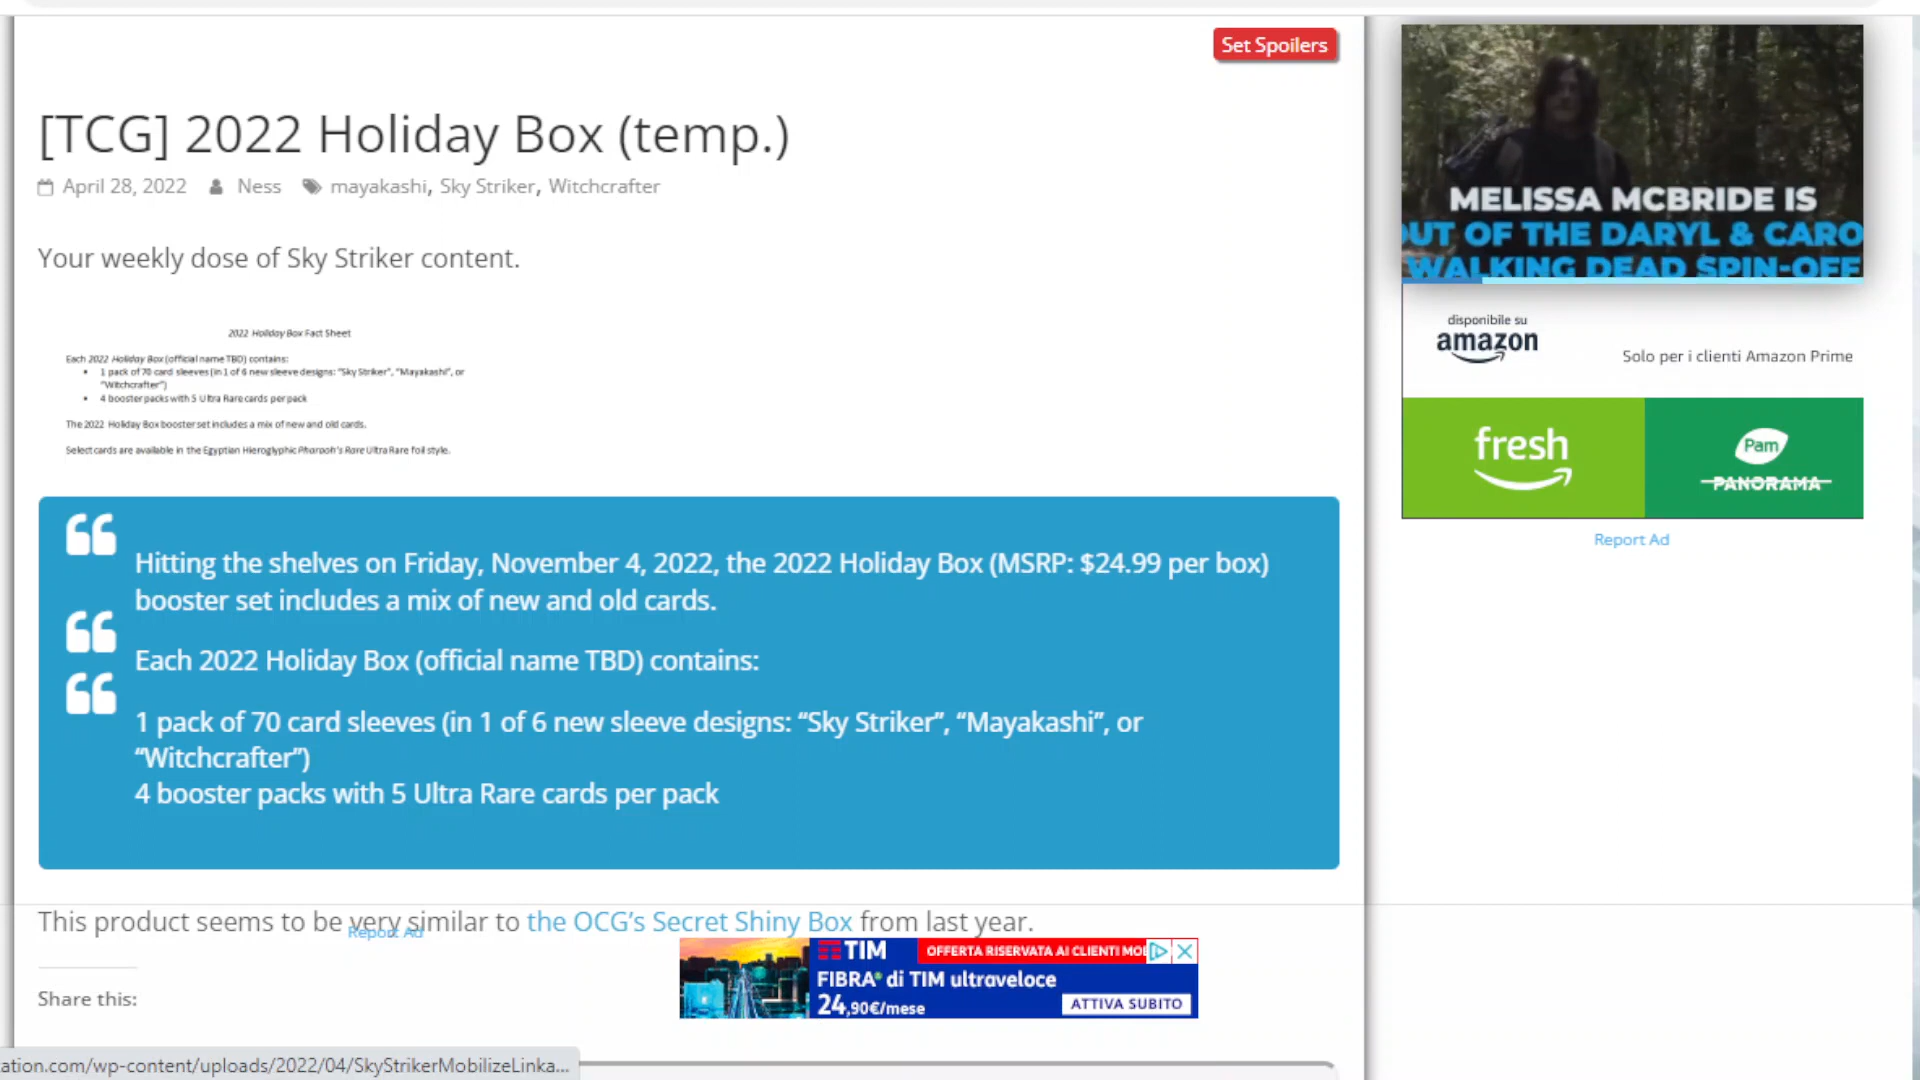 Set Spoilers
[TCG] 2022 Holiday Box (temp.)
April 28, 2022 Ness mayakashi, Sky Striker, Witchcrafter
Your weekly dose of Sky Striker content.
2022 Holiday Box Fact Sheet
Each 2022 Holiday Box (official name TBD) contains:
• 1 pack of 70 card sleeves (in 1 of 6 new sleeve designs: “Sky Striker”, “Mayakashi”, or
“Witchcrafter”)
• 4 booster packs with 5 Ultra Rare cards per pack
The 2022 Holiday Box booster set includes a mix of new and old cards.
Select cards are available in the Egyptian Hieroglyphic Pharaoh's Rare Ultra Rare foil style.
Hitting the shelves on Friday, November 4, 2022, the 2022 Holiday Box (MSRP: $24.99 per box)
booster set includes a mix of new and old cards.
Each 2022 Holiday Box (official name TBD) contains:
1 pack of 70 card sleeves (in 1 of 6 new sleeve designs: “Sky Striker”, “Mayakashi”, or
“Witchcrafter”)
4 booster packs with 5 Ultra Rare cards per pack
This product seems to be very similar to the OCG’s Secret Shiny Box from last year.
Report Ad
Share this:
TIM
OFFERTA RISERVATA AI CLIENTI MOB
FIBRA di TIM ultraveloce
24,90€/mese
ATTIVA SUBITO
ation.com/wp-content/uploads/2022/04/SkyStrikerMobilizeLinka...
MELISSA MCBRIDE IS
OUT OF THE DARYL & CARO
WALKING DEAD SPIN-OFF
disponibile su
amazon
Solo per i clienti Amazon Prime
fresh
Pam
PANORAMA
Report Ad